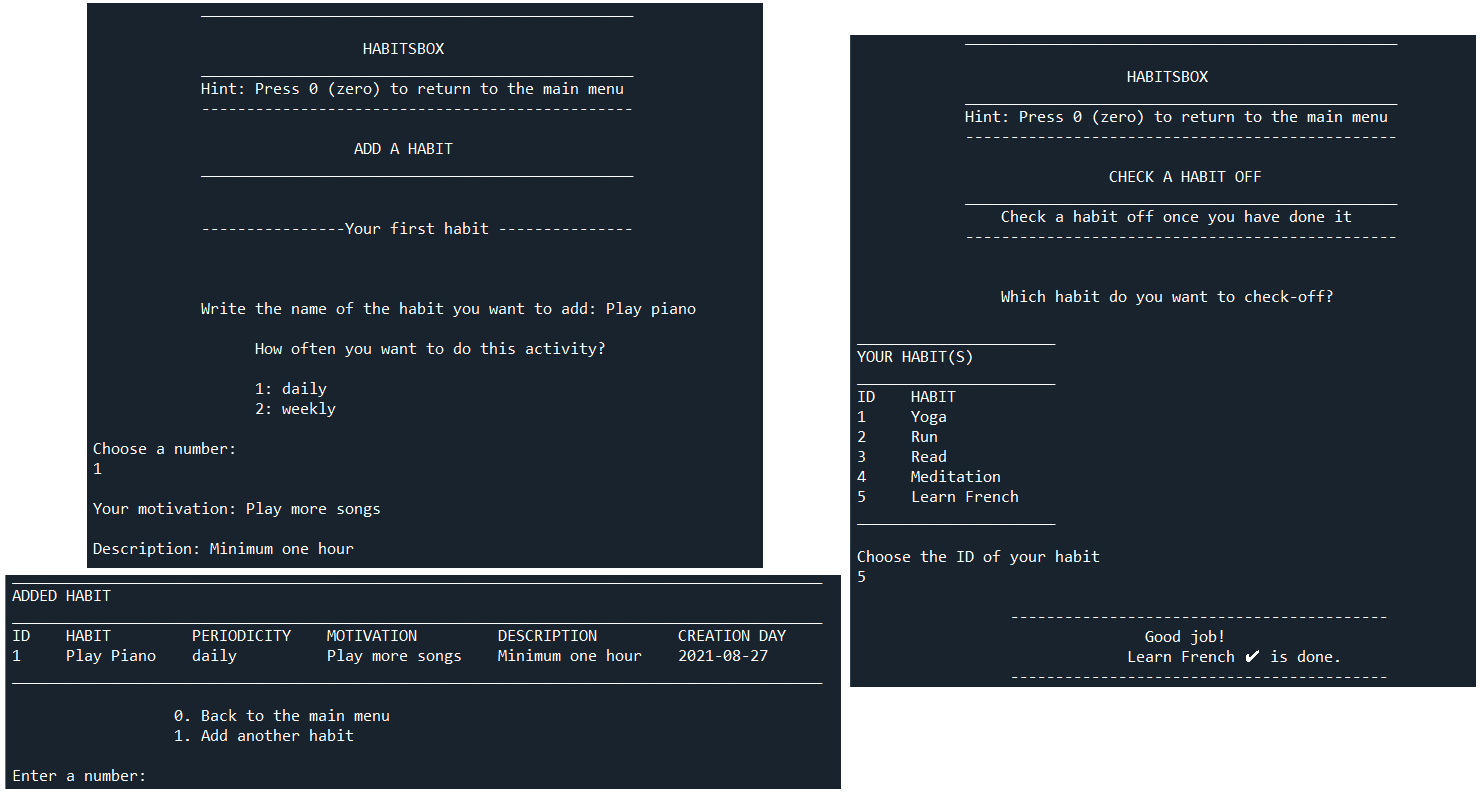 HABITSBOX
Hint: Press 0 (zero) to return to the main menu
------------------------------------------------
ADD A HABIT
----------------Your first habit ---------------
Write the name of the habit you want to add: Play piano
How often you want to do this activity?
1: daily
2: weekly
Choose a number:
1
Your motivation: Play more songs
Description: Minimum one hour
ADDED HABIT
ID HABIT PERIODICITY MOTIVATION DESCRIPTION CREATION DAY
1 Play Piano daily Play more songs Minimum one hour 2021-08-27
0. Back to the main menu
1. Add another habit
Enter a number:
HABITSBOX
Hint: Press 0 (zero) to return to the main menu
------------------------------------------------
CHECK A HABIT OFF
Check a habit off once you have done it
------------------------------------------------
Which habit do you want to check-off?
YOUR HABIT(S)
ID HABIT
1 Yoga
2 Run
3 Read
4 Meditation
5 Learn French
Choose the ID of your habit
5
------------------------------------------
Good job!
Learn French ✔ is done.
------------------------------------------